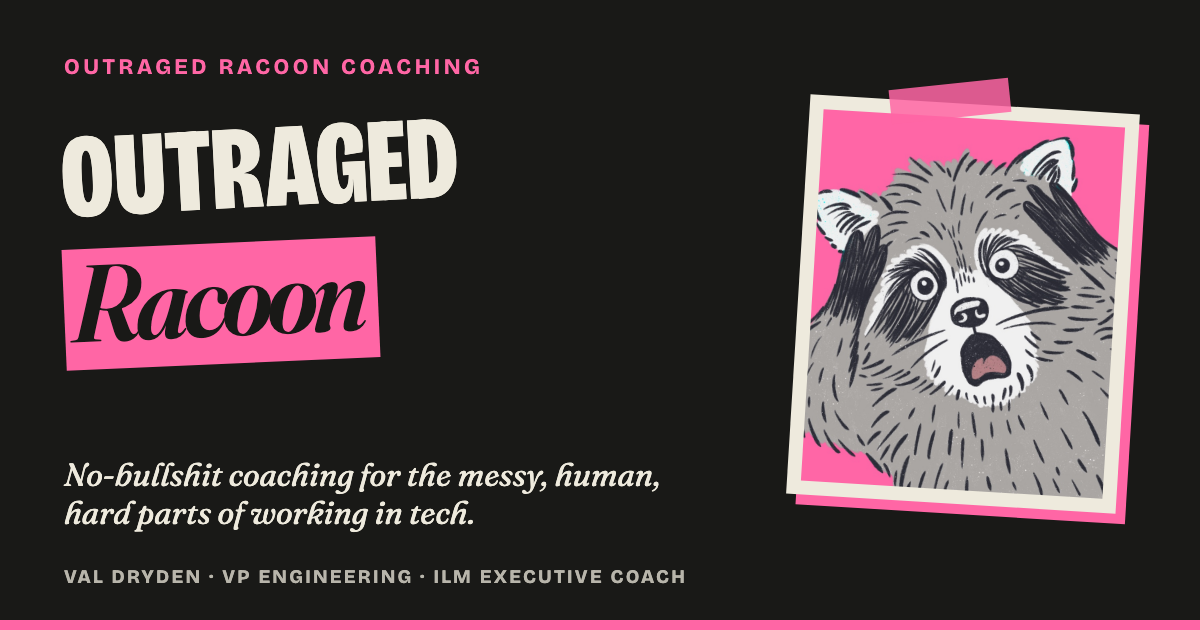 OUTRAGED RACOON COACHING
OUTRAGED
Racoon
No-bullshit coaching for the messy, human,
hard parts of working in tech.
VAL DRYDEN · VP ENGINEERING · ILM EXECUTIVE COACH